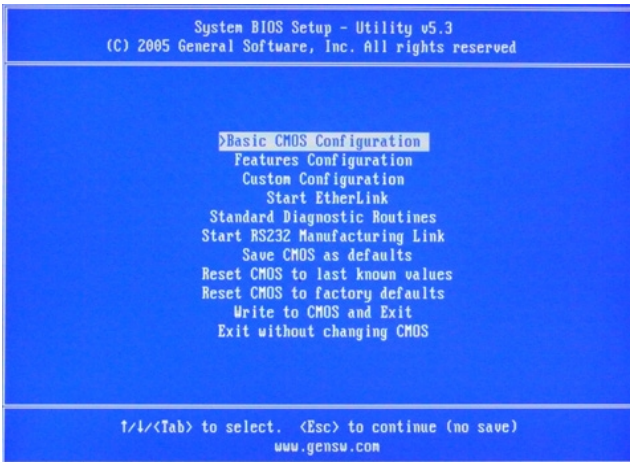 System BIOS Setup - Utility v5.3
(C) 2005 General Software, Inc. All rights reserved
>Basic CMOS Configuration
Features Configuration
Custom Configuration
Start EtherLink
Standard Diagnostic Routines
Start RS232 Manufacturing Link
Save CMOS as defaults
Reset CMOS to last known values
Reset CMOS to factory defaults
Write to CMOS and Exit
Exit without changing CMOS
↑/↓/<Tab> to select. <Esc> to continue (no save)
www.gensw.com